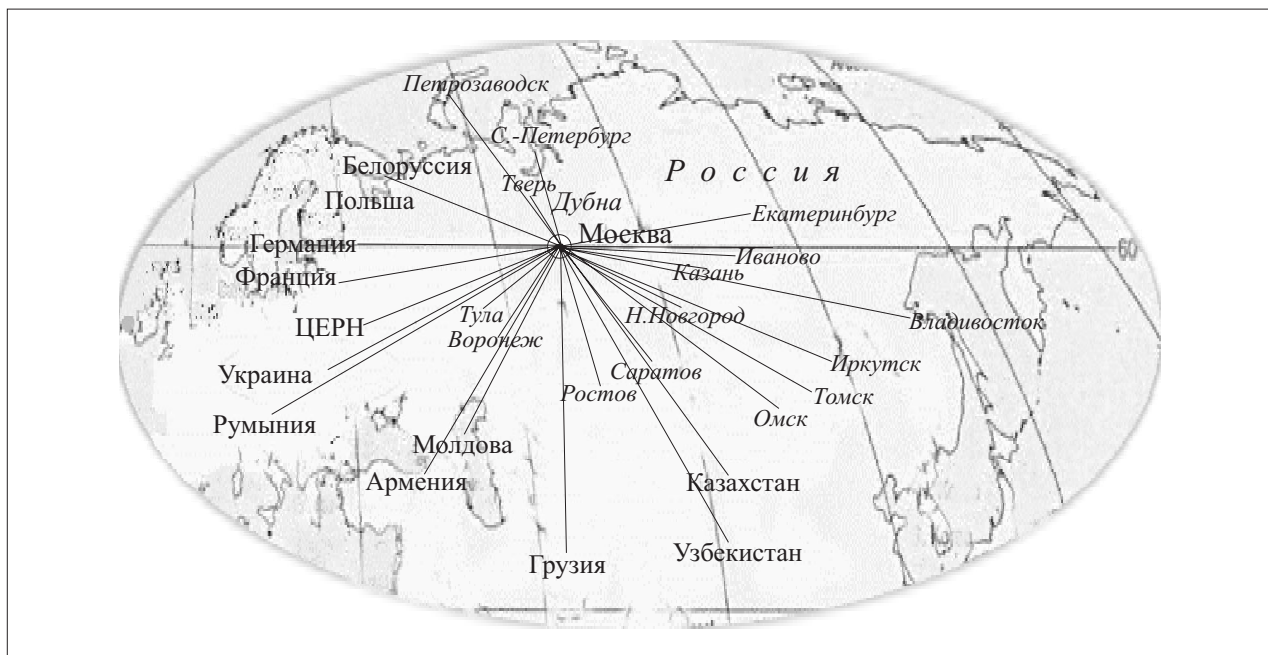 Петрозаводск
С.-Петербург
Белоруссия
Россия
Тверь
Польша
Дубна
Екатеринбург
Москва
Германия
60
Иваново
Франция
Казань
Тула
Н.Новгород
Владивосток
ЦЕРН
Воронеж
Иркутск
Украина
Саратов
Ростов
Томск
Омск
Румыния
Молдова
Армения
Казахстан
Узбекистан
Грузия